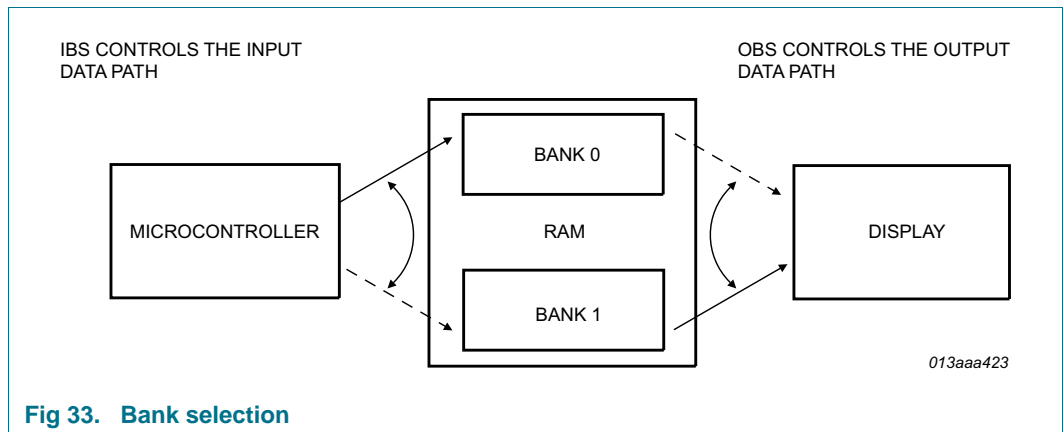 IBS CONTROLS THE INPUT
DATA PATH
OBS CONTROLS THE OUTPUT
DATA PATH
MICROCONTROLLER
BANK 0
RAM
BANK 1
DISPLAY
013aaa423
Fig 33. Bank selection